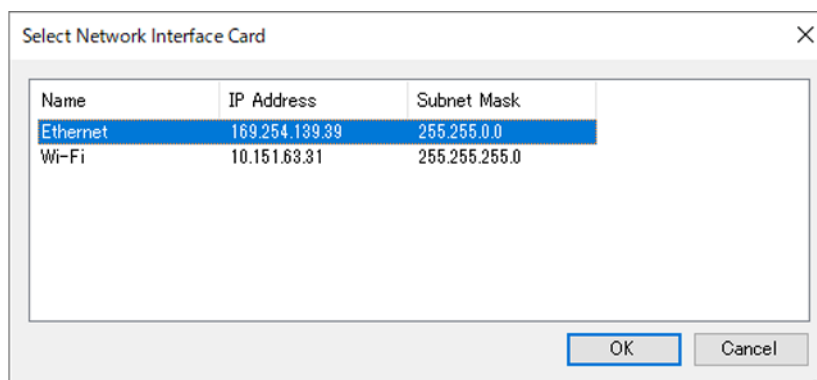 Select Network Interface Card
Name IP Address Subnet Mask
Ethernet 169.254.139.39 255.255.0.0
Wi-Fi 10.151.63.31 255.255.255.0
OK Cancel